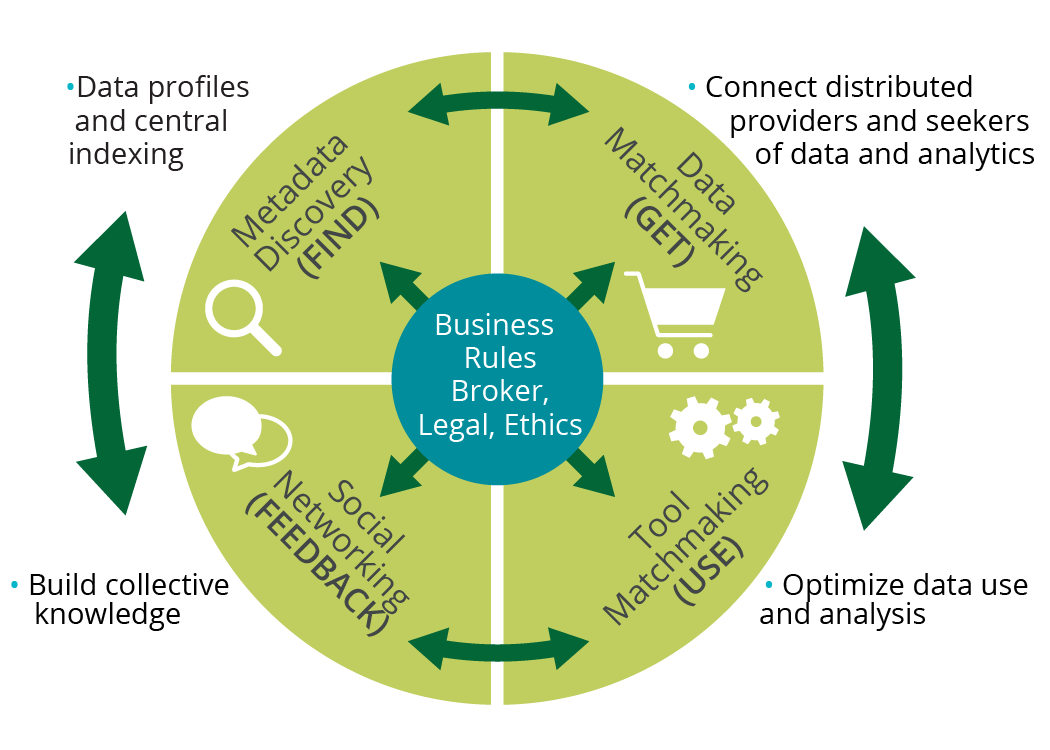 •Data profiles
and central
indexing
• Connect distributed
providers and seekers
of data and analytics
Metadata
Discovery
(FIND)
Data
Matchmaking
(GET)
Business
Rules
Broker,
Legal, Ethics
Social
Networking
(FEEDBACK)
Tool
Matchmaking
(USE)
• Build collective
knowledge
• Optimize data use
and analysis